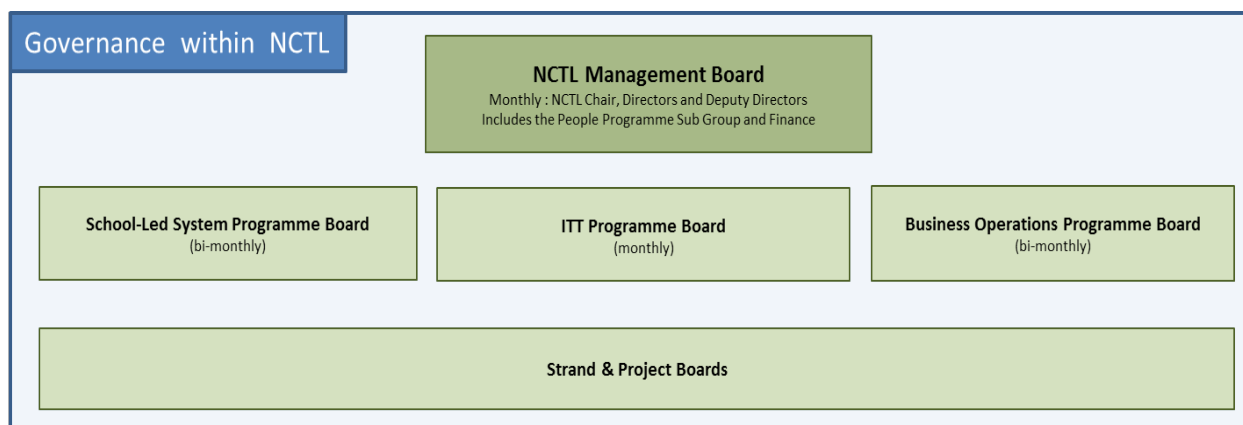 Governance within NCTL
NCTL Management Board
Monthly : NCTL Chair, Directors and Deputy Directors
Includes the People Programme Sub Group and Finance
School-Led System Programme Board
(bi-monthly)
ITT Programme Board
(monthly)
Business Operations Programme Board
(bi-monthly)
Strand & Project Boards